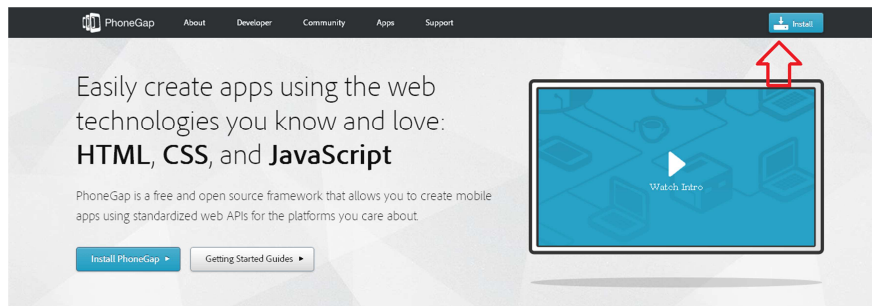 PhoneGap About Developer Community Apps Support Install
Easily create apps using the web
technologies you know and love:
HTML, CSS, and JavaScript
PhoneGap is a free and open source framework that allows you to create mobile
apps using standardized web APIs for the platforms you care about.
Install PhoneGap Getting Started Guides
Watch Intro